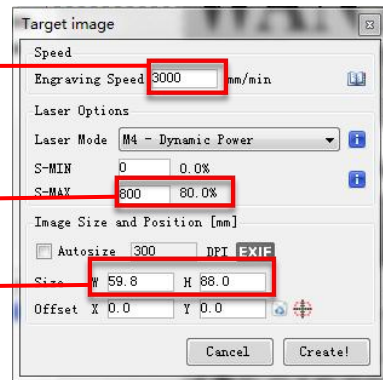 Target image
Speed
Engraving Speed 3000 mm/min
Laser Options
Laser Mode M4 - Dynamic Power
S-MIN 0 0.0%
S-MAX 800 80.0%
Image Size and Position [mm]
Autosize 300 DPI EXIF
Size W 59.8 H 88.0
Offset X 0.0 Y 0.0
Cancel Create!